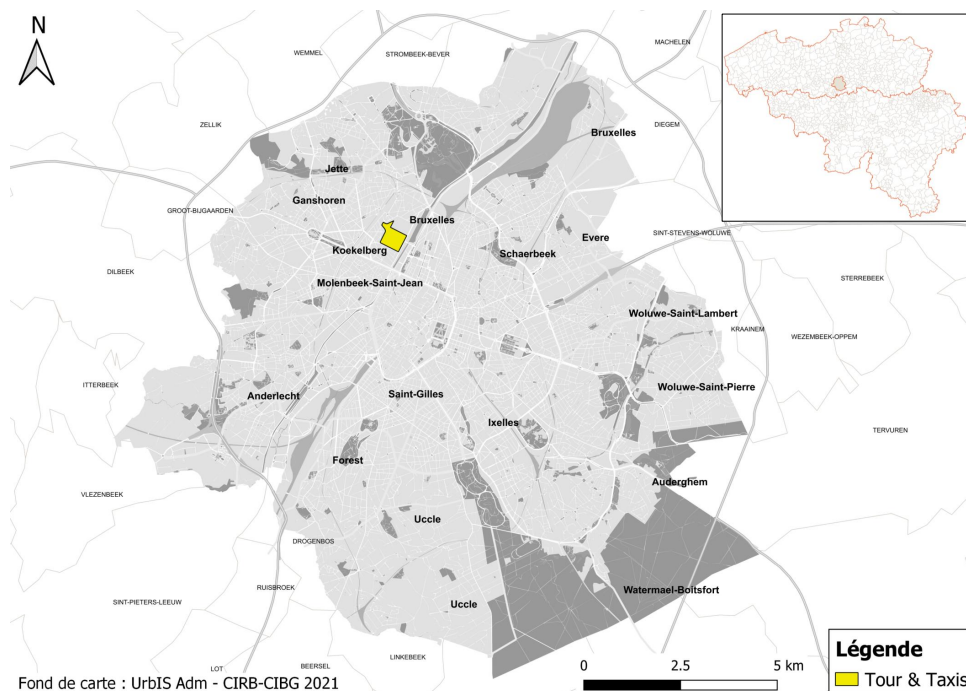 N
WEMMEL
STROMBEEK-BEVER
MACHELEN
ZELLIK
DIEGEM
Bruxelles
Jette
Ganshoren
GROOT-BIJGAARDEN
Bruxelles
SINT-STEVENS-WOLUWE
Evere
Koekelberg
Schaerbeek
DILBEEK
STERREBEEK
Molenbeek-Saint-Jean
Woluwe-Saint-Lambert
KRAAINEM
WEZEMBEEK-OPPEM
ITTERBEEK
Woluwe-Saint-Pierre
Anderlecht
Saint-Gilles
Ixelles
TERVUREN
Forest
Auderghem
VLEZENBEEK
Uccle
DROGENBOS
RUISBROEK
Watermael-Boitsfort
SINT-PIETERS-LEEUW
Uccle
LINKEBEEK
LOT
BEERSEL
Légende
Tour & Taxis
0 2.5 5 km
Fond de carte : UrbIS Adm - CIRB-CIBG 2021